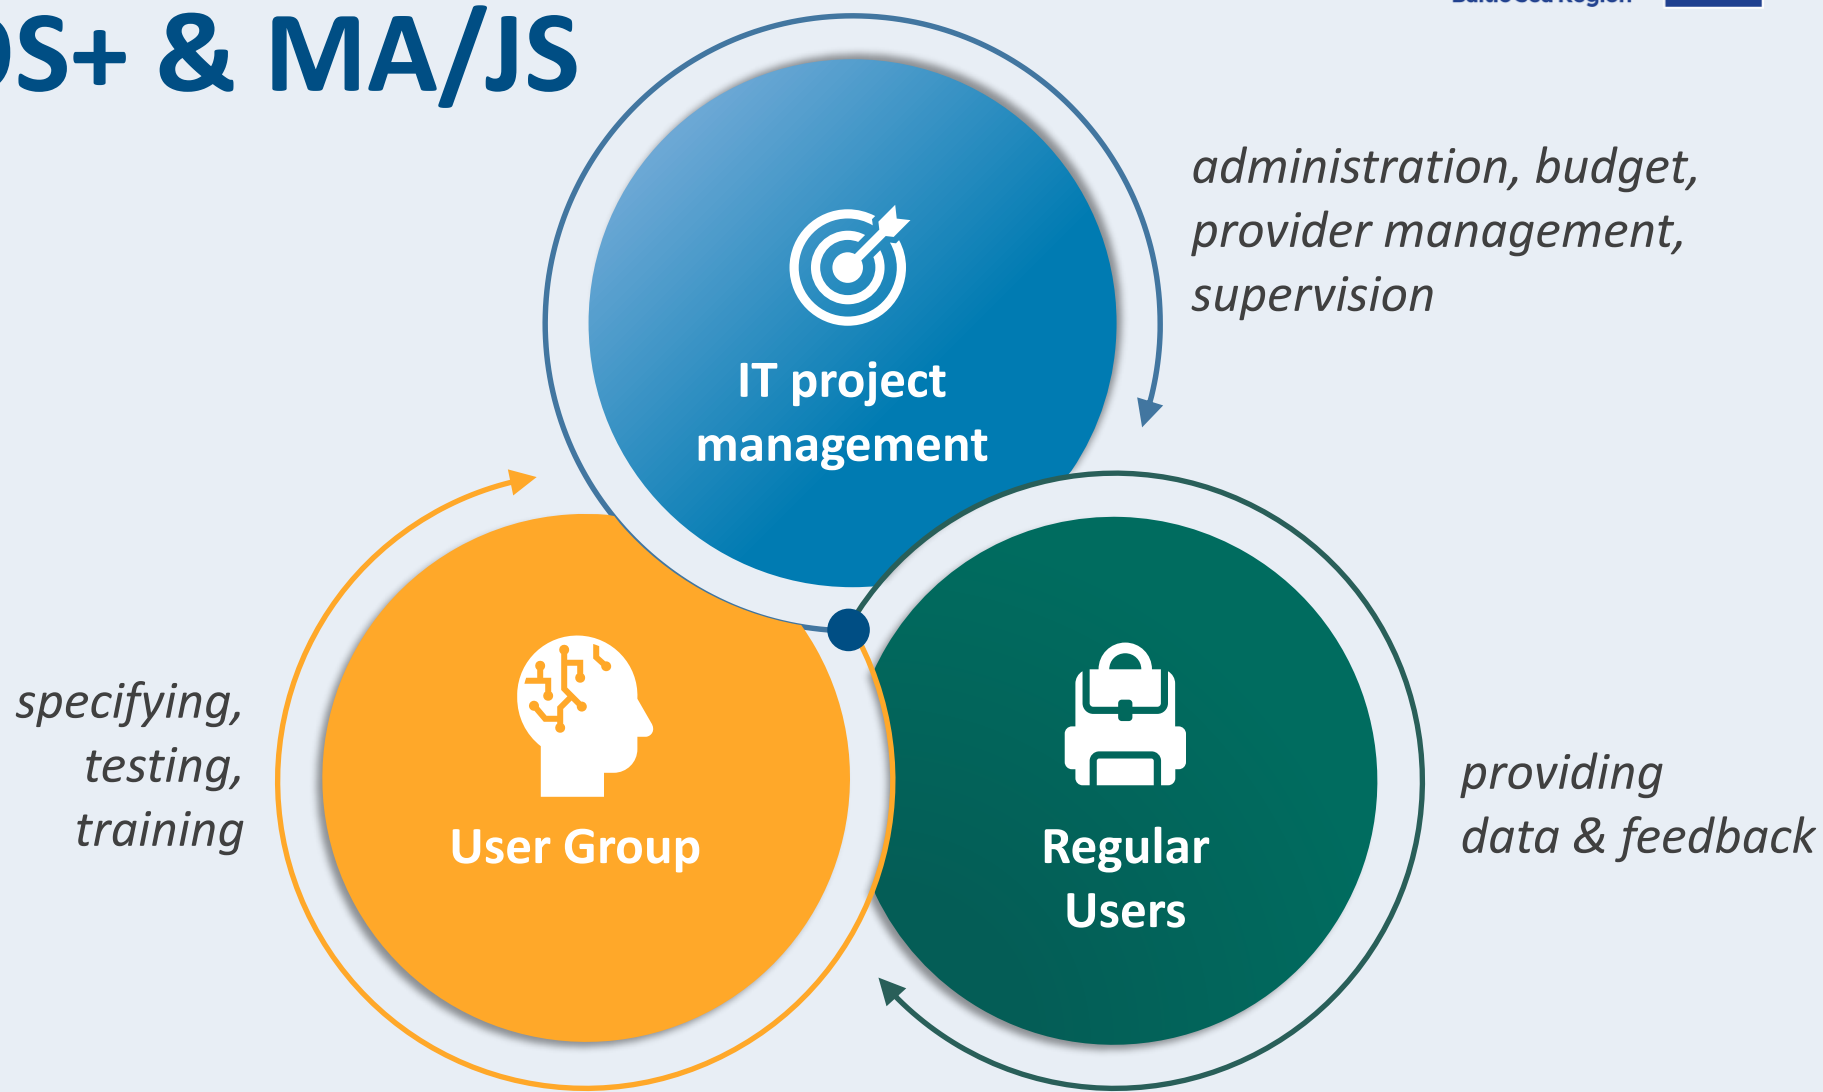 OS+ & MA/JS
administration, budget,
provider management,
supervision
IT project
management
specifying,
testing,
training
User Group
Regular
Users
providing
data & feedback